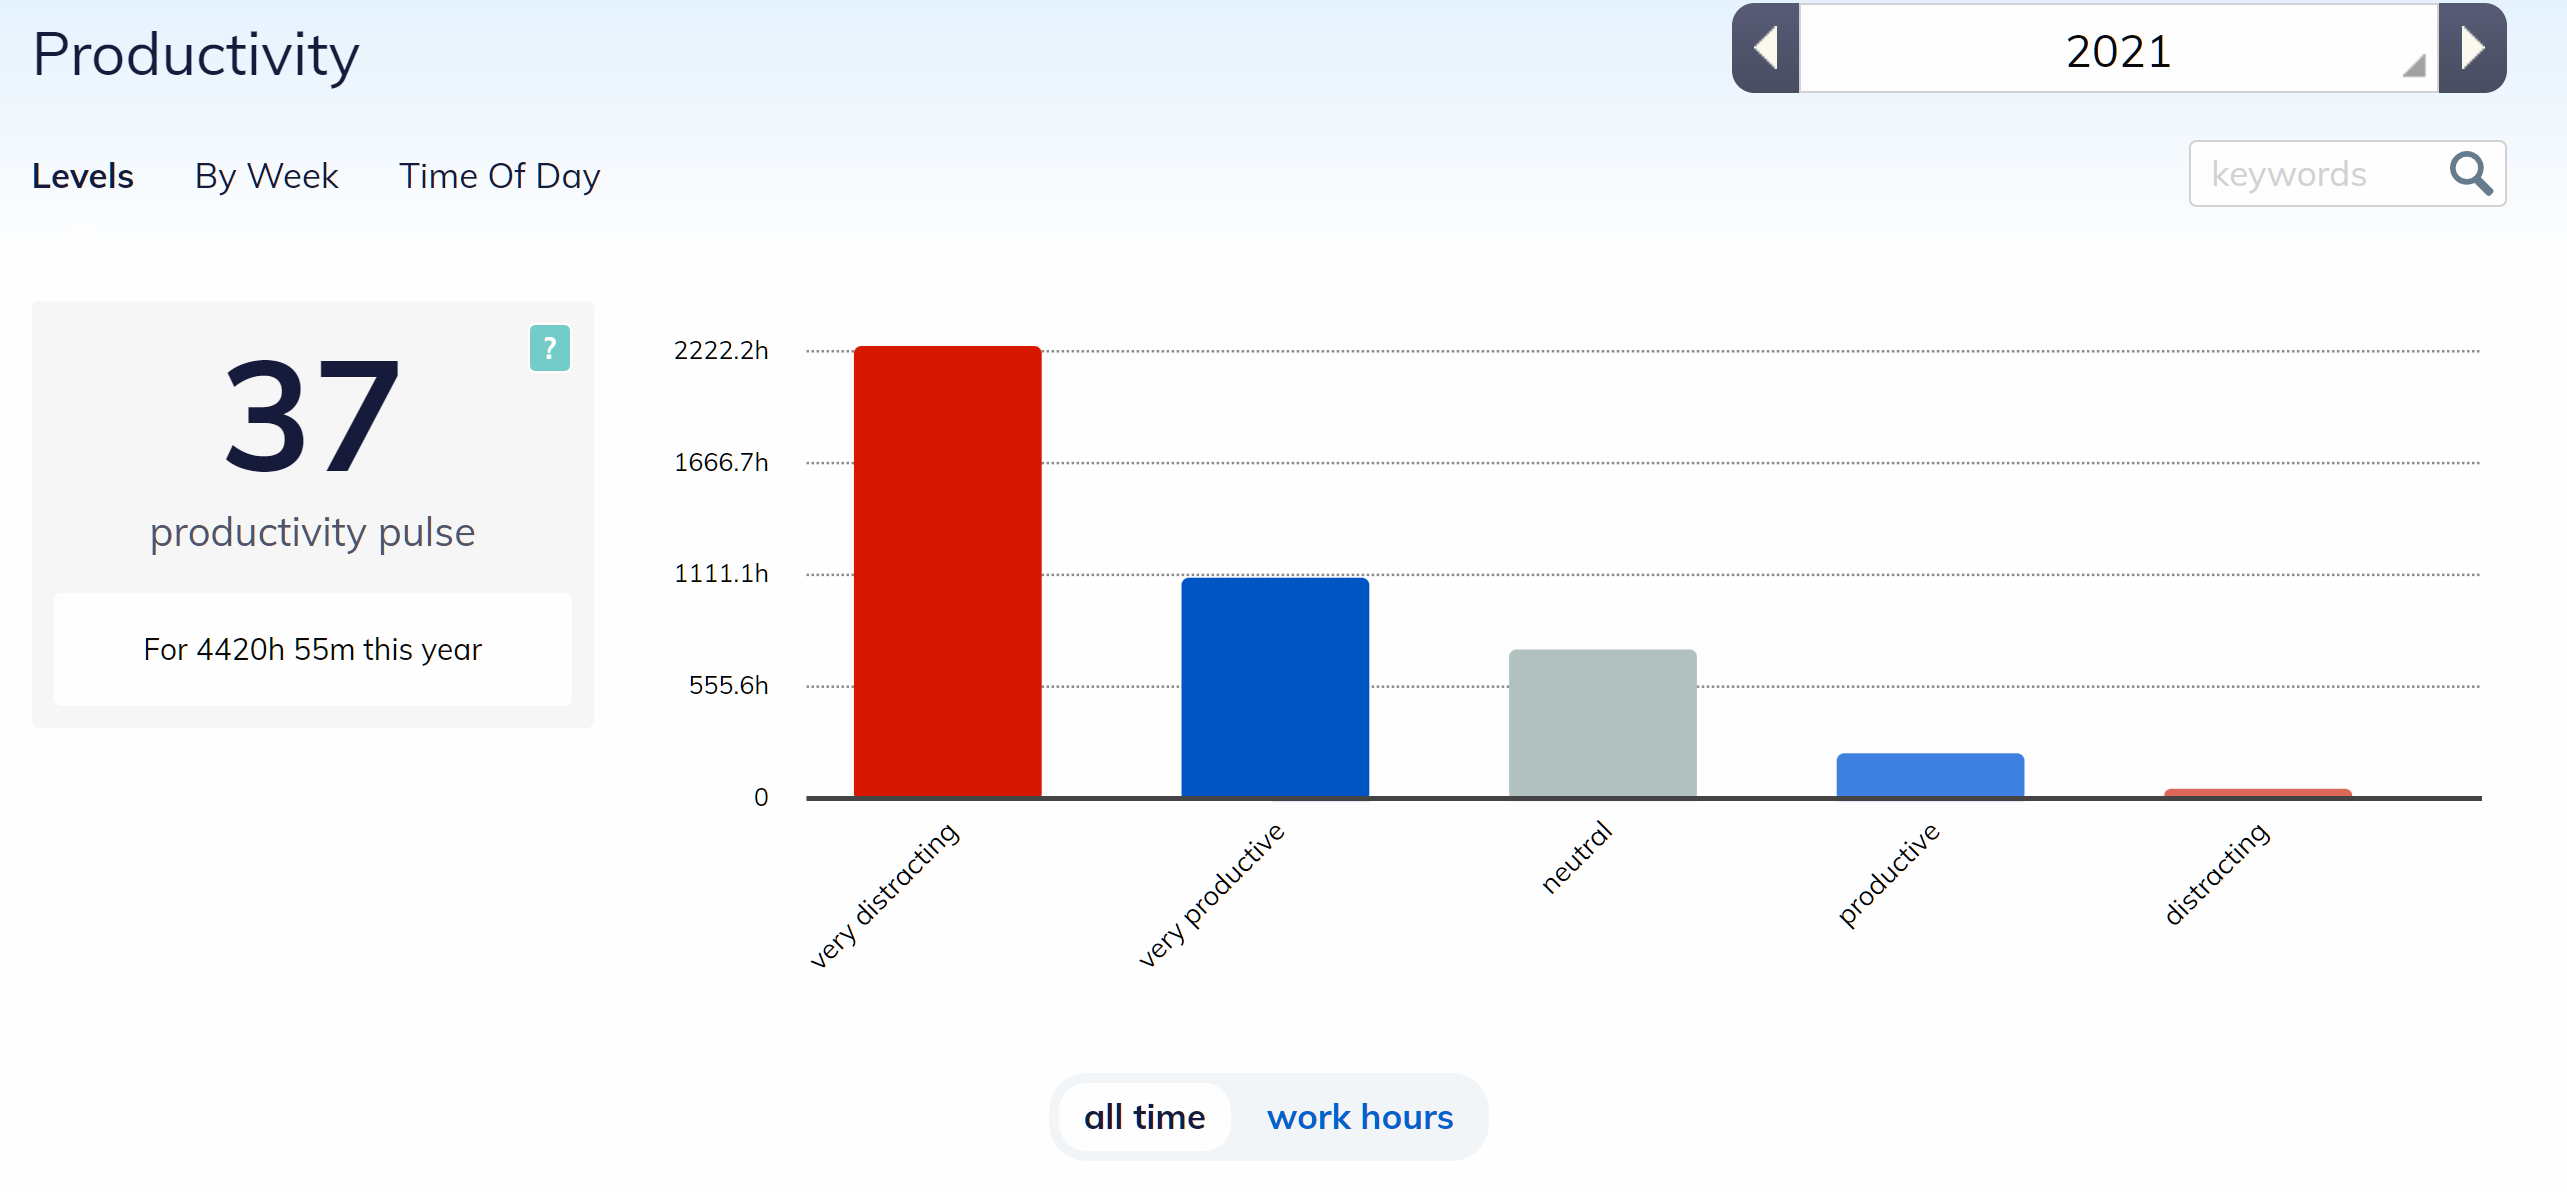 Productivity
2021
Levels By Week Time Of Day
keywords
37
?
productivity pulse
For 4420h 55m this year
2222.2h
1666.7h
1111.1h
555.6h
0
very distracting
very productive
neutral
productive
distracting
all time work hours